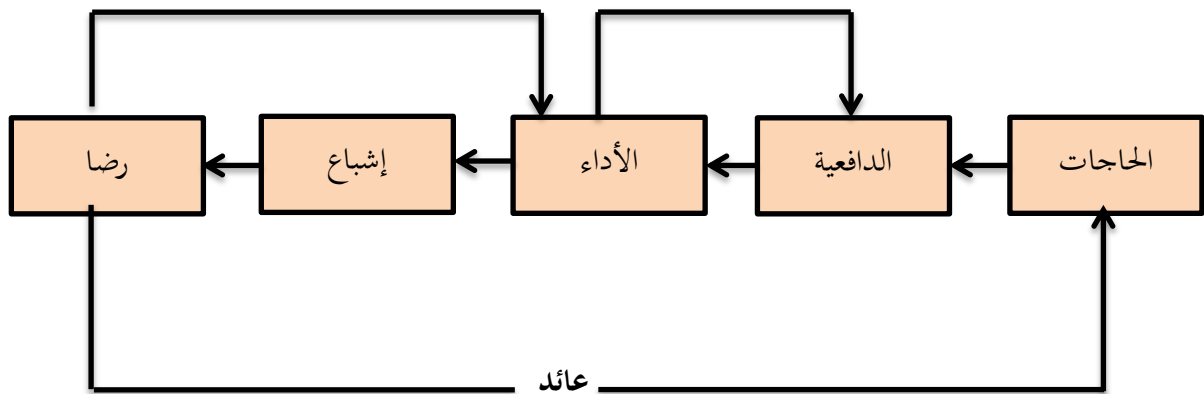 الحاجات
الدافعية
الأداء
إشباع
رضا
عائد